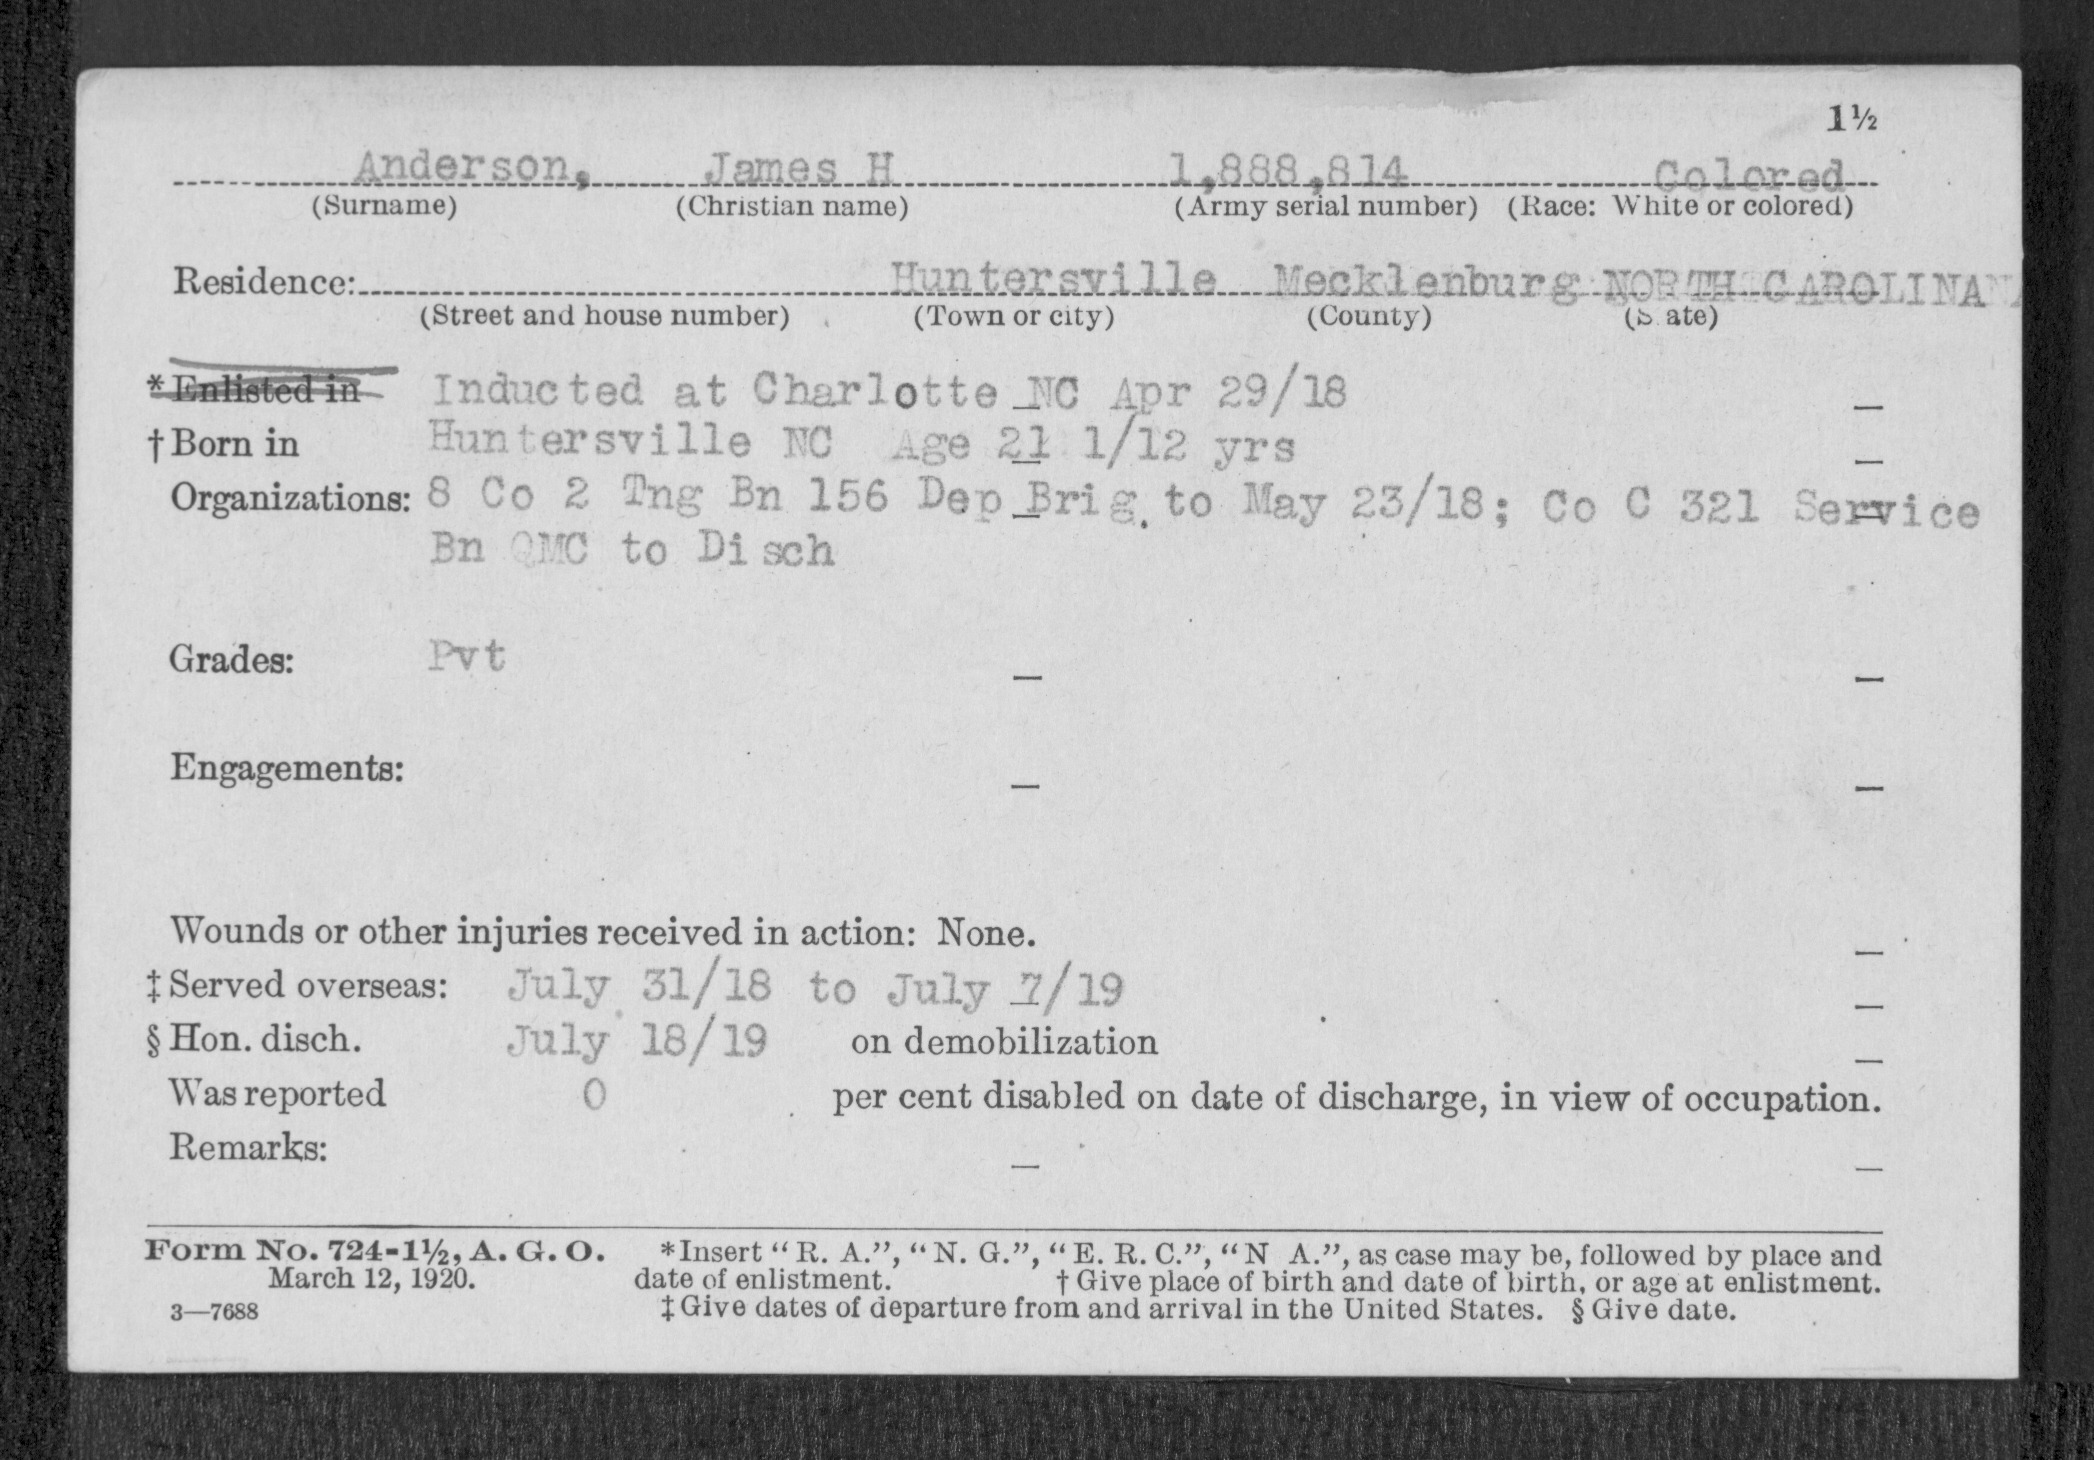 1½
Anderson, James H 1,888,814 Colored
(Surname) (Christian name) (Army serial number) (Race: White or colored)
Residence: Huntersville Mecklenburg NORTH CAROLINA
(Street and house number) (Town or city) (County) (S ate)
*Enlisted in Inducted at Charlotte NC Apr 29/18
†Born in Huntersville NC Age 21 1/12 yrs
Organizations: 8 Co 2 Tng Bn 156 Dep Brig. to May 23/18; Co C 321 Service
Bn QMC to Disch
Grades: Pvt
Engagements:
Wounds or other injuries received in action: None.
‡Served overseas: July 31/18 to July 7/19
§Hon. disch. July 18/19 on demobilization
Was reported 0 per cent disabled on date of discharge, in view of occupation.
Remarks:
Form No. 724-1½, A. G. O. *Insert “R. A.”, “N. G.”, “E. R. C.”, “N A.”, as case may be, followed by place and
March 12, 1920. date of enlistment. †Give place of birth and date of birth, or age at enlistment.
3—7688 ‡Give dates of departure from and arrival in the United States. §Give date.